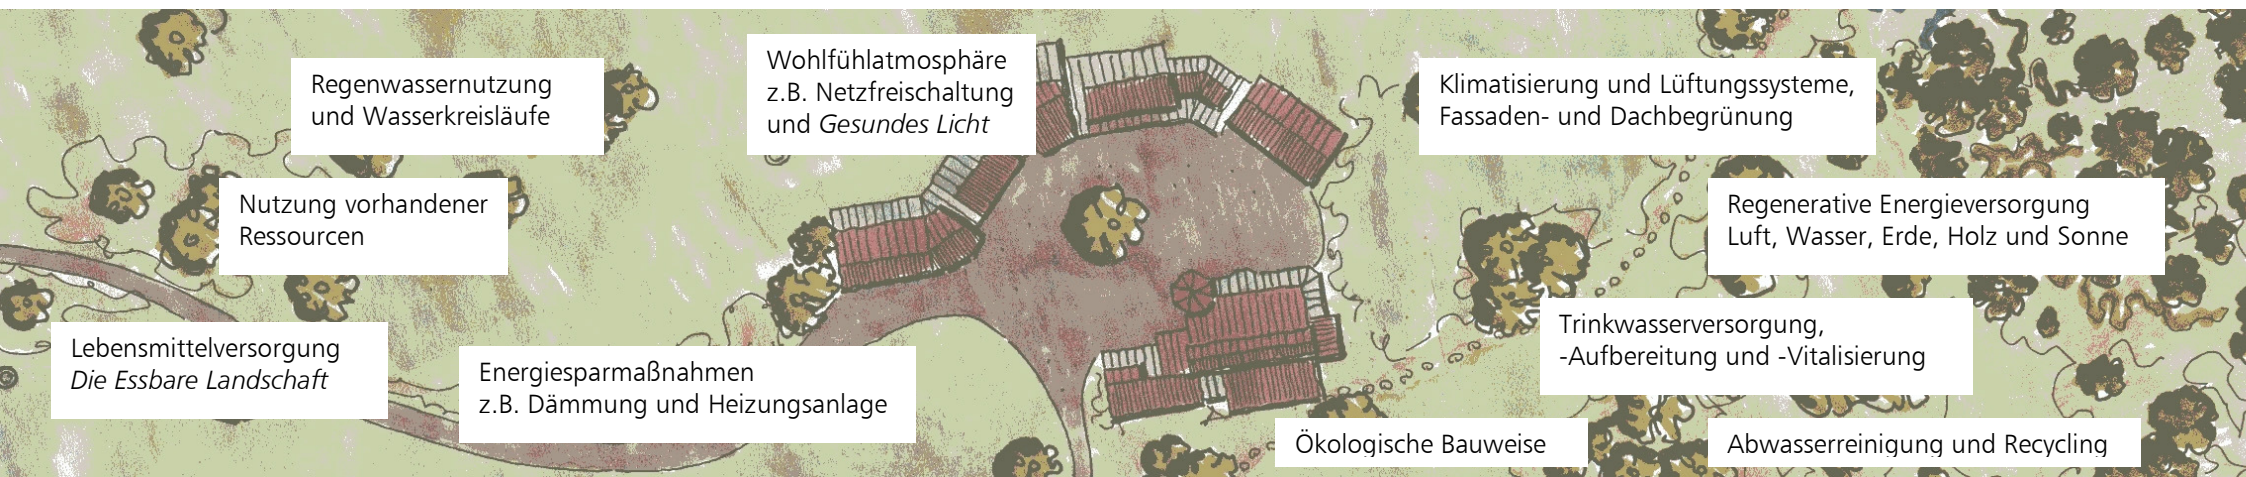 Regenwassernutzung
und Wasserkreisläufe
Wohlfühlatmosphäre
z.B. Netzfreischaltung
und Gesundes Licht
Klimatisierung und Lüftungssysteme,
Fassaden- und Dachbegrünung
Nutzung vorhandener
Ressourcen
Regenerative Energieversorgung
Luft, Wasser, Erde, Holz und Sonne
Lebensmittelversorgung
Die Essbare Landschaft
Energiesparmaßnahmen
z.B. Dämmung und Heizungsanlage
Trinkwasserversorgung,
-Aufbereitung und -Vitalisierung
Ökologische Bauweise
Abwasserreinigung und Recycling